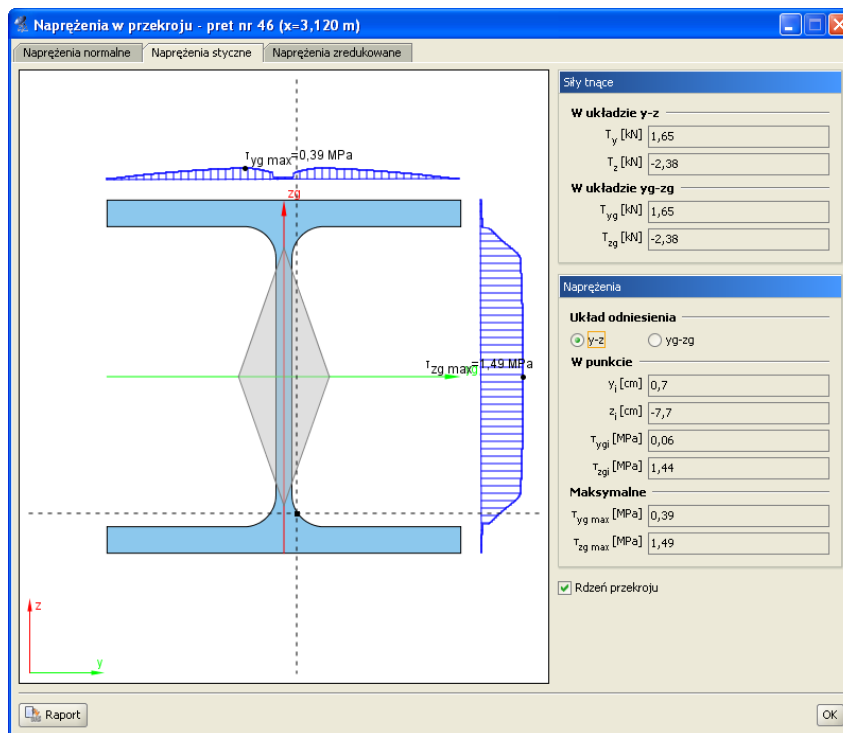 Naprężenia w przekroju - pret nr 46 (x=3,120 m)
Naprężenia normalne Naprężenia styczne Naprężenia zredukowane
τyg max=0,39 MPa
zg
τzg max=1,49 MPa
yg
z
y
Siły tnące
W układzie y-z
Ty [kN] 1,65
Tz [kN] -2,38
W układzie yg-zg
Tyg [kN] 1,65
Tzg [kN] -2,38
Naprężenia
Układ odniesienia
y-z yg-zg
W punkcie
yi [cm] 0,7
zi [cm] -7,7
τygi [MPa] 0,06
τzgi [MPa] 1,44
Maksymalne
τyg max [MPa] 0,39
τzg max [MPa] 1,49
Rdzeń przekroju
Raport
OK